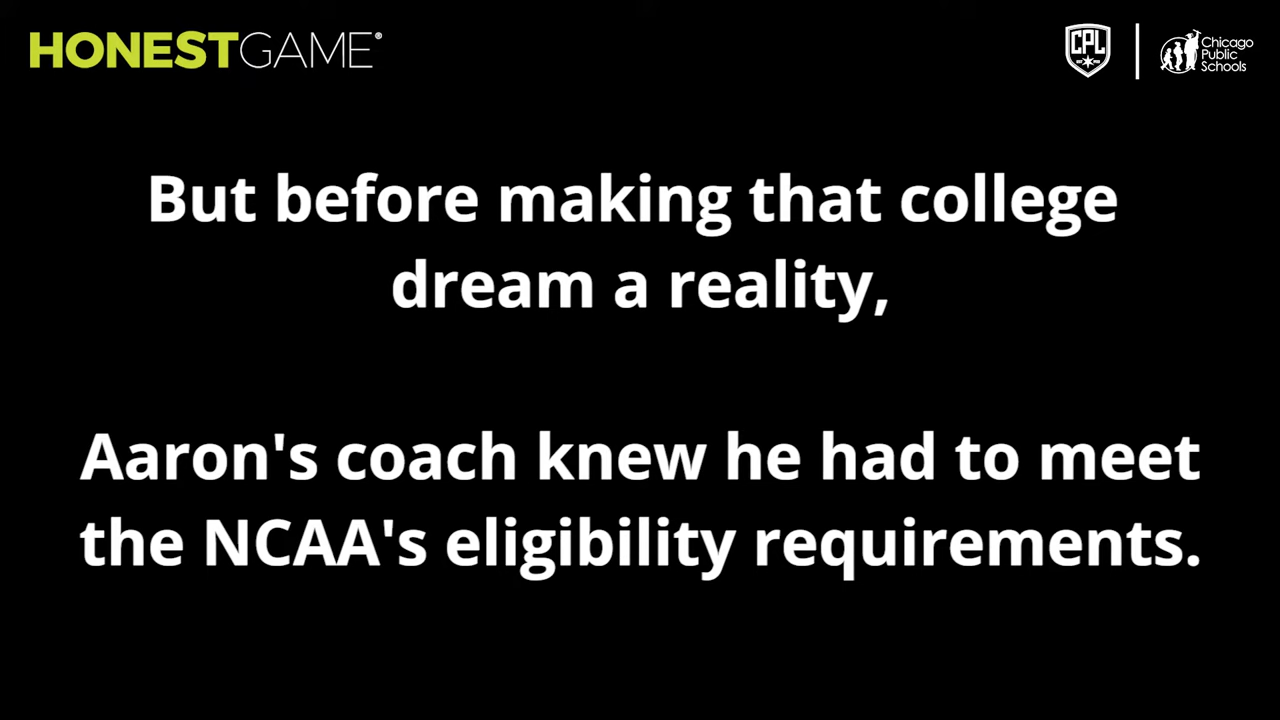 HONESTGAME®
CPL
Chicago
Public
Schools
But before making that college
dream a reality,
Aaron's coach knew he had to meet
the NCAA's eligibility requirements.